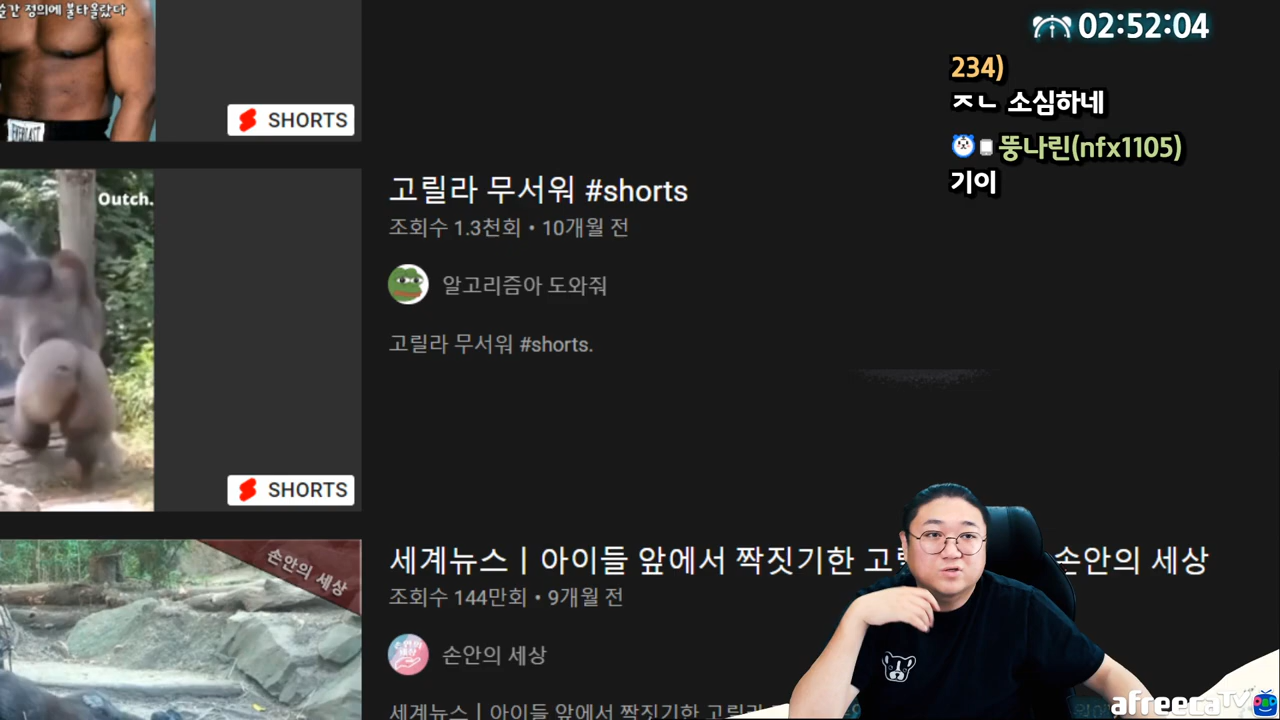 순간 정의에 불타올랐다
SHORTS
02:52:04
234)
ㅈㄴ 소심하네
뚱나린(nfx1105)
기이
Outch.
고릴라 무서워 #shorts
조회수 1.3천회 • 10개월 전
알고리즘아 도와줘
고릴라 무서워 #shorts.
SHORTS
손안의 세상
세계뉴스ㅣ아이들 앞에서 짝짓기한 손안의 세상
조회수 144만회 • 9개월 전
손안의 세상
세계뉴스ㅣ아이들 앞에서 짝짓기한 고릴라
afreecaTV